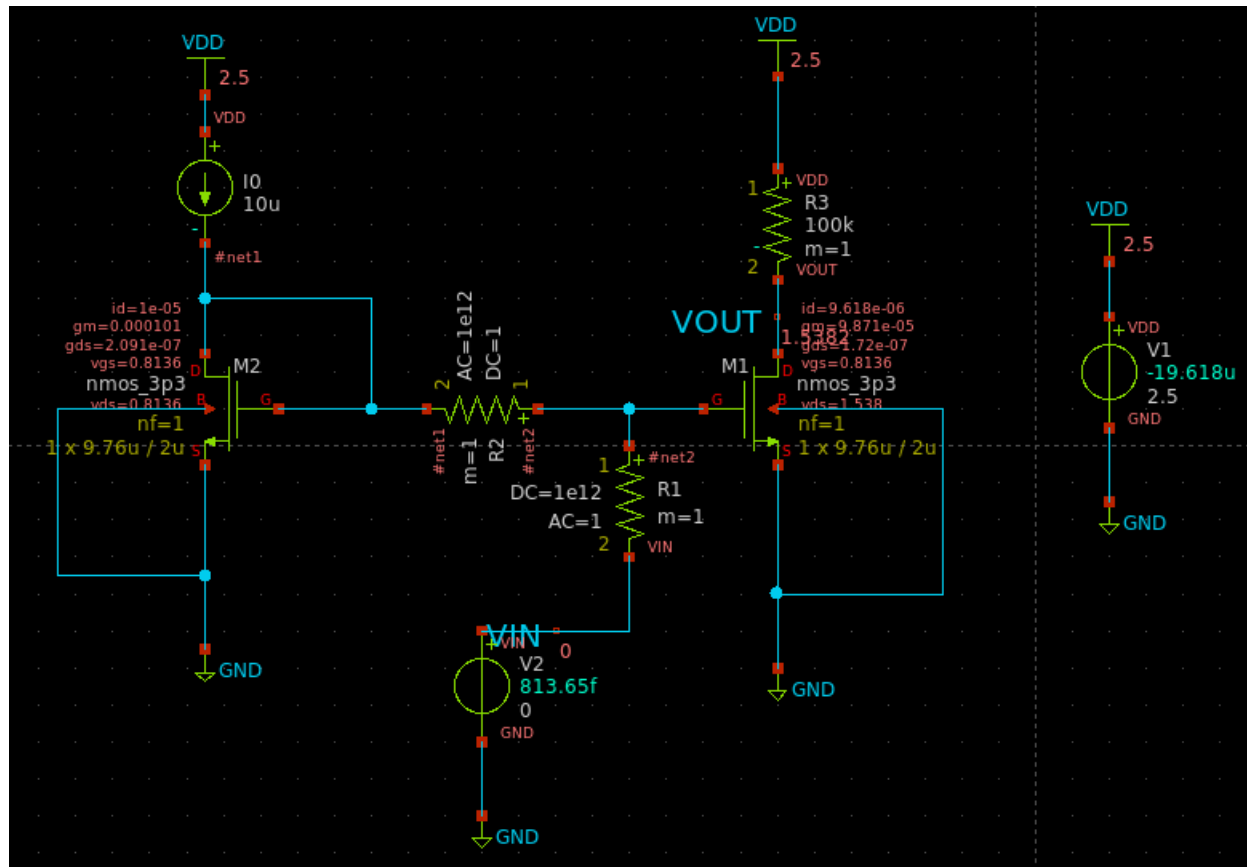 VDD
2.5
VDD
+
I0
10u
-
#net1
id=1e-05
gm=0.000101
gds=2.091e-07
vgs=0.8136
M2
D
nmos_3p3
vds=0.8136
B
G
nf=1
1 x 9.76u / 2u
S
GND
AC=1e12
DC=1
2
1
+
#net1
m=1
R2
#net2
VDD
2.5
1
+
VDD
R3
100k
-
m=1
2
VOUT
VOUT
1.5382
id=9.618e-06
gm=9.871e-05
gds=1.72e-07
vgs=0.8136
M1
D
nmos_3p3
vds=1.538
G
B
nf=1
1 x 9.76u / 2u
S
GND
1
+
#net2
DC=1e12
R1
AC=1
m=1
2
VIN
VIN
0
+
VIN
V2
813.65f
0
GND
GND
VDD
2.5
+
VDD
V1
-19.618u
2.5
GND
GND